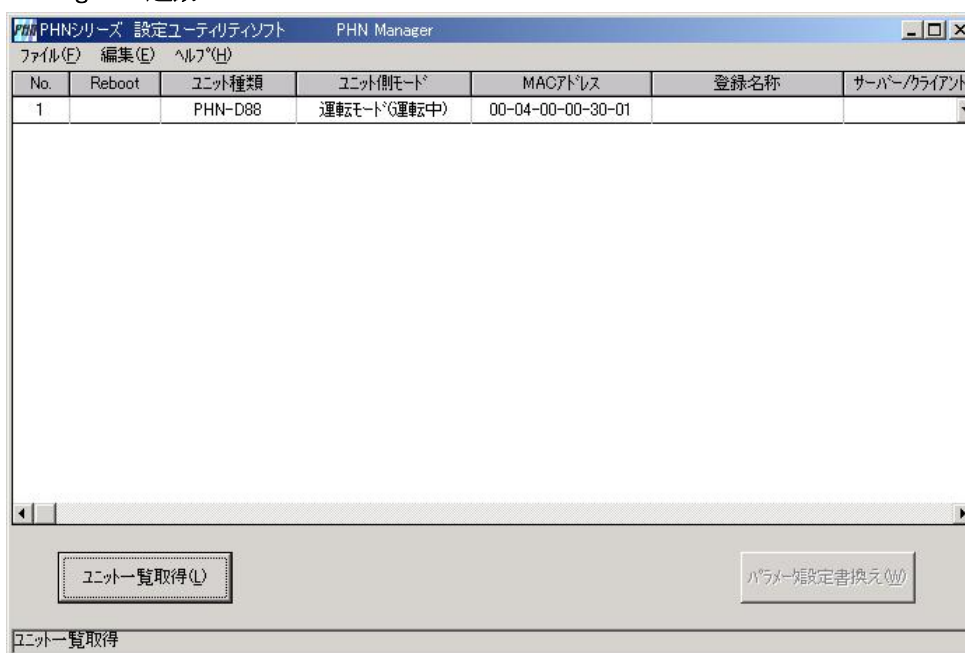 PHN PHNシリーズ 設定ユーティリティソフト PHN Manager
ファイル(F) 編集(E) ヘルプ(H)
No. Reboot ユニット種類 ユニット側モード MACアドレス 登録名称 サーバー/クライアント
1 PHN-D88 運転モード(運転中) 00-04-00-00-30-01
ユニット一覧取得(L) パラメータ設定書換え(W)
ユニット一覧取得